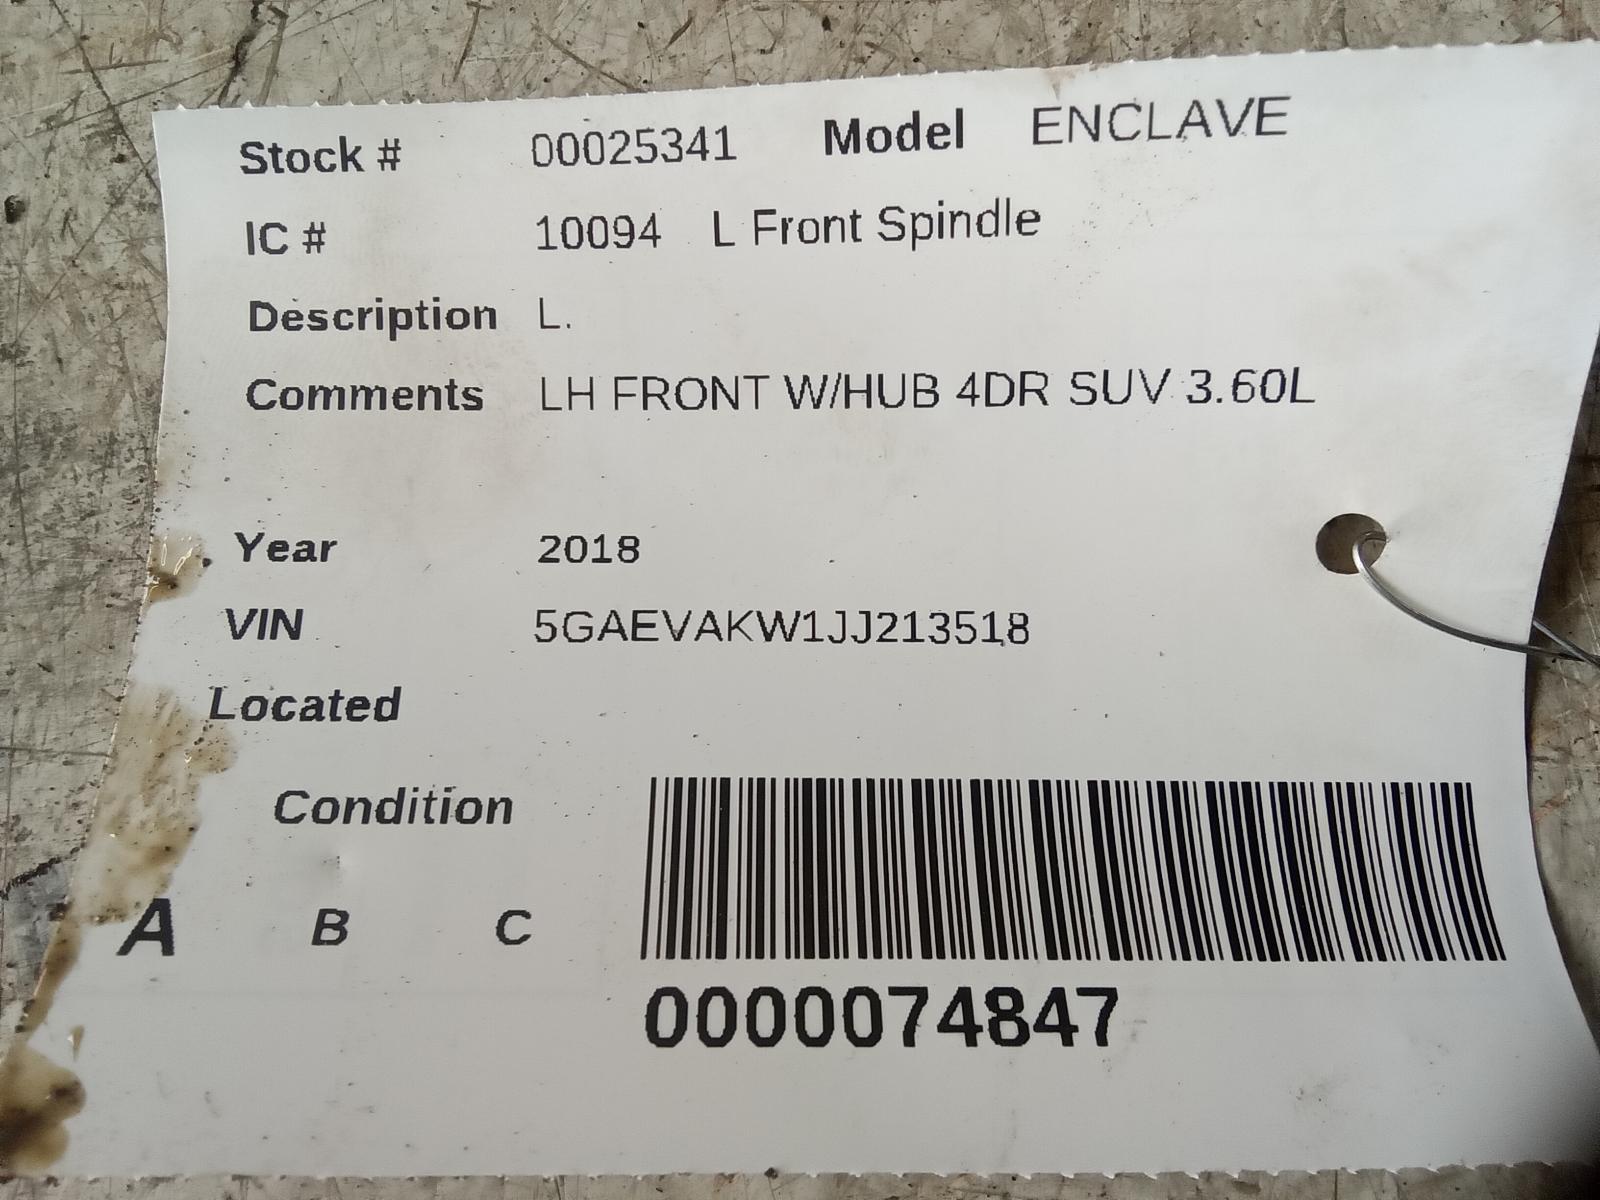 Stock # 00025341 Model ENCLAVE
IC # 10094 L Front Spindle
Description L.
Comments LH FRONT W/HUB 4DR SUV 3.60L
Year 2018
VIN 5GAEVAKW1JJ213518
Located
Condition
A B C
0000074847